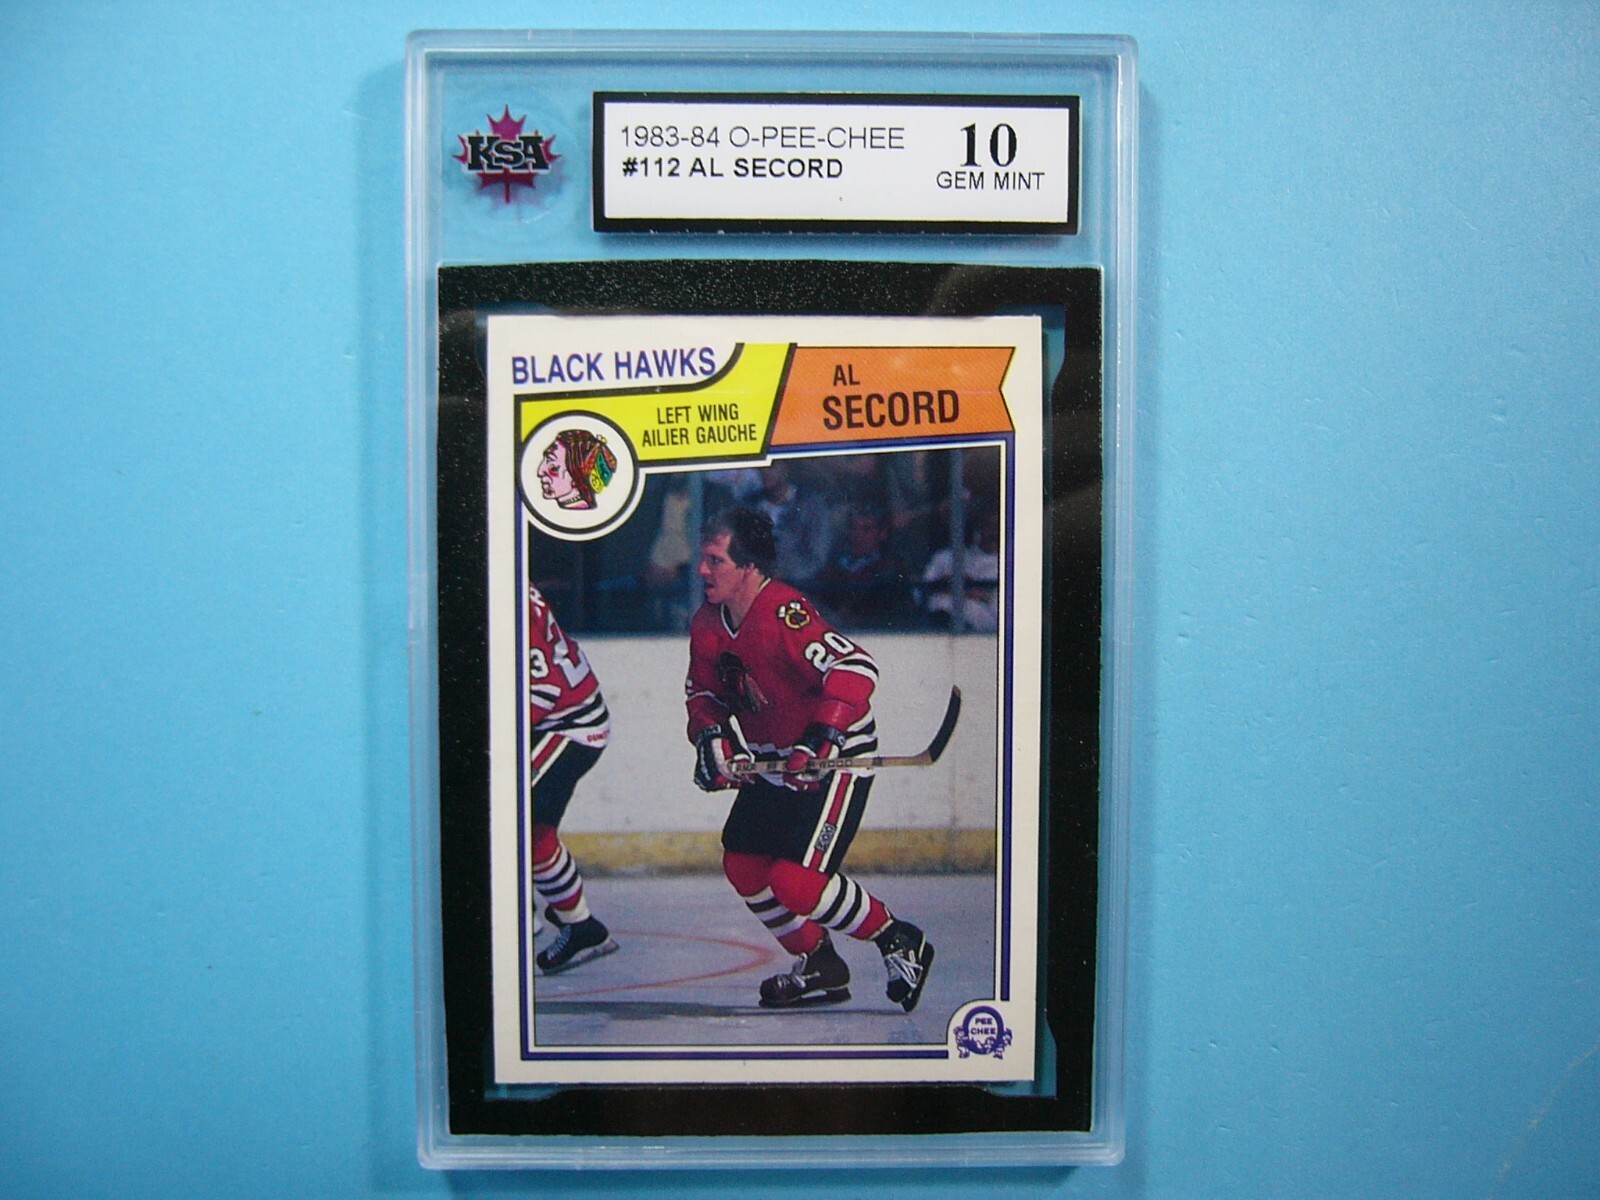 KSA
1983-84 O-PEE-CHEE
#112 AL SECORD
10
GEM MINT
BLACK HAWKS
LEFT WING
AILIER GAUCHE
AL
SECORD
20
PEE
CHEE